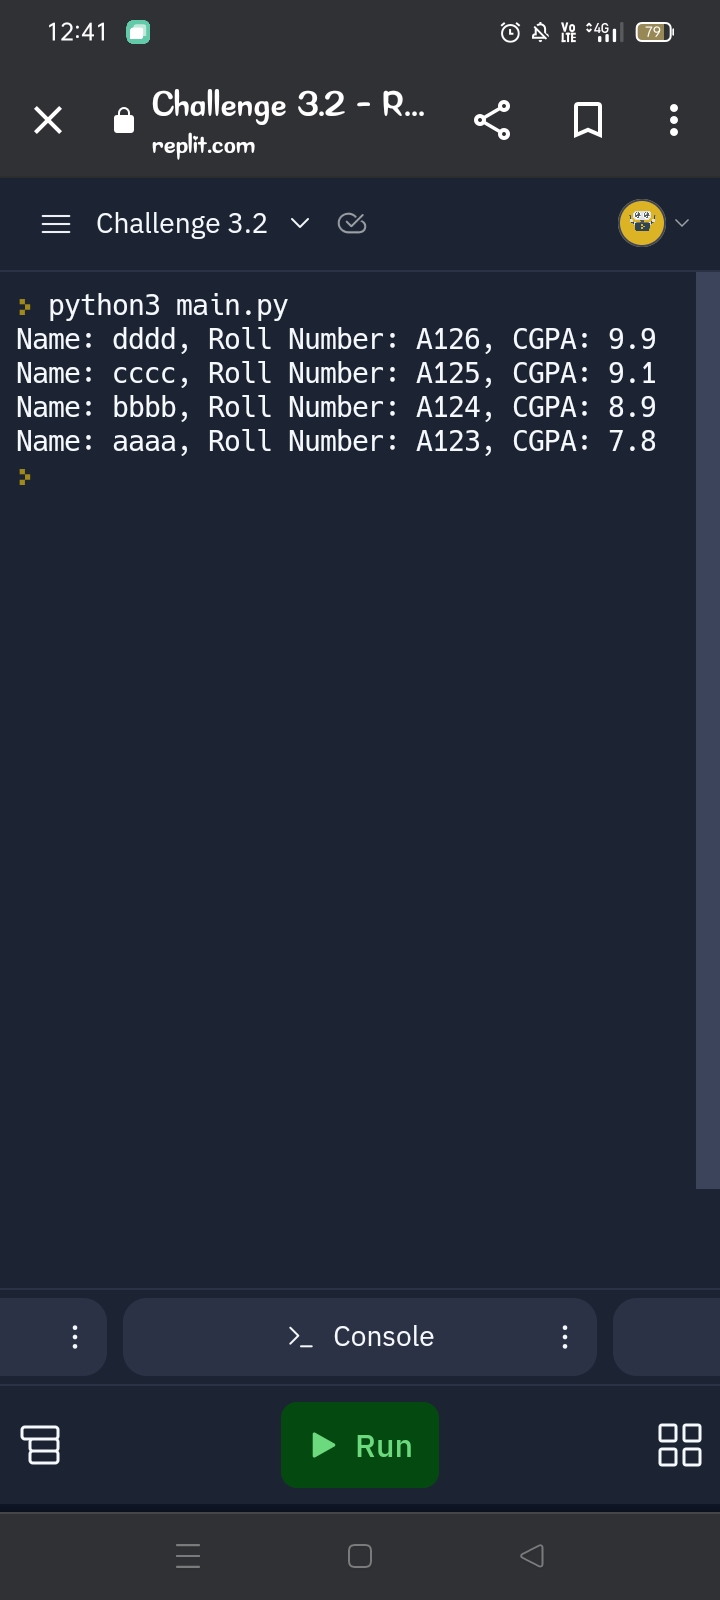 12:41
Vo LTE 4G 79
Challenge 3.2 - R...
replit.com
Challenge 3.2
python3 main.py
Name: dddd, Roll Number: A126, CGPA: 9.9
Name: cccc, Roll Number: A125, CGPA: 9.1
Name: bbbb, Roll Number: A124, CGPA: 8.9
Name: aaaa, Roll Number: A123, CGPA: 7.8
Console
Run